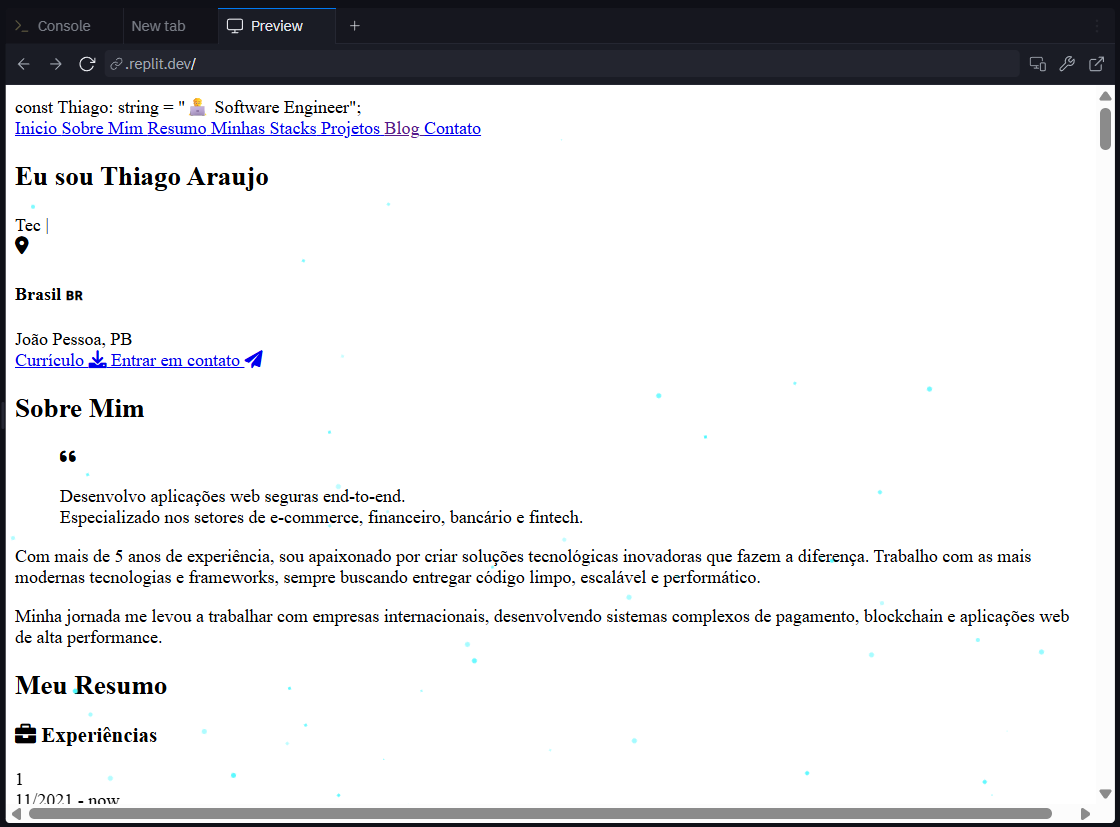 Console
New tab
Preview
.replit.dev/
const Thiago: string = " Software Engineer";
Inicio Sobre Mim Resumo Minhas Stacks Projetos Blog Contato
Eu sou Thiago Araujo
Tec |
Brasil BR
João Pessoa, PB
Currículo Entrar em contato
Sobre Mim
Desenvolvo aplicações web seguras end-to-end.
Especializado nos setores de e-commerce, financeiro, bancário e fintech.
Com mais de 5 anos de experiência, sou apaixonado por criar soluções tecnológicas inovadoras que fazem a diferença. Trabalho com as mais
modernas tecnologias e frameworks, sempre buscando entregar código limpo, escalável e performático.
Minha jornada me levou a trabalhar com empresas internacionais, desenvolvendo sistemas complexos de pagamento, blockchain e aplicações web
de alta performance.
Meu Resumo
Experiências
1
11/2021 - now